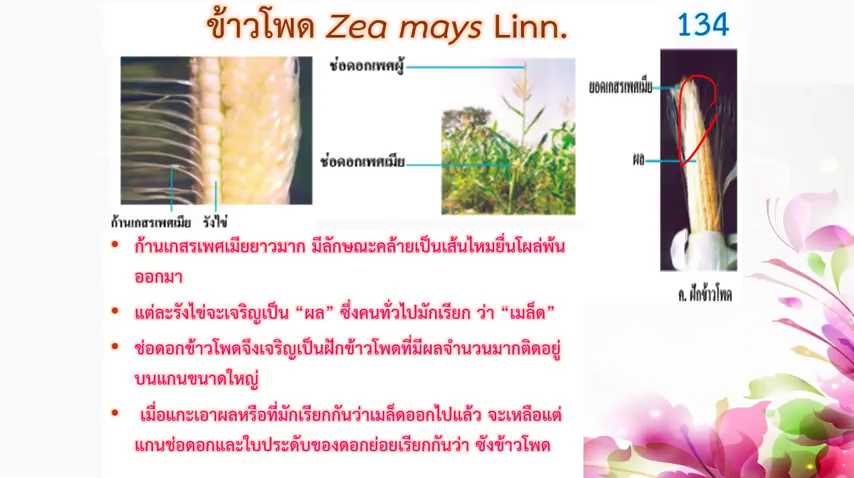 ข้าวโพด Zea mays Linn.
134
ช่อดอกเพศผู้
ช่อดอกเพศเมีย
ยอดเกสรเพศเมีย
ผล
ก้านเกสรเพศเมีย รังไข่
ค. ฝักข้าวโพด
• ก้านเกสรเพศเมียยาวมาก มีลักษณะคล้ายเป็นเส้นไหมยื่นโผล่พ้น
ออกมา
• แต่ละรังไข่จะเจริญเป็น “ผล” ซึ่งคนทั่วไปมักเรียก ว่า “เมล็ด”
• ช่อดอกข้าวโพดจึงเจริญเป็นฝักข้าวโพดที่มีผลจำนวนมากติดอยู่
บนแกนขนาดใหญ่
• เมื่อแกะเอาผลหรือที่มักเรียกกันว่าเมล็ดออกไปแล้ว จะเหลือแต่
แกนช่อดอกและใบประดับของดอกย่อยเรียกกันว่า ซังข้าวโพด